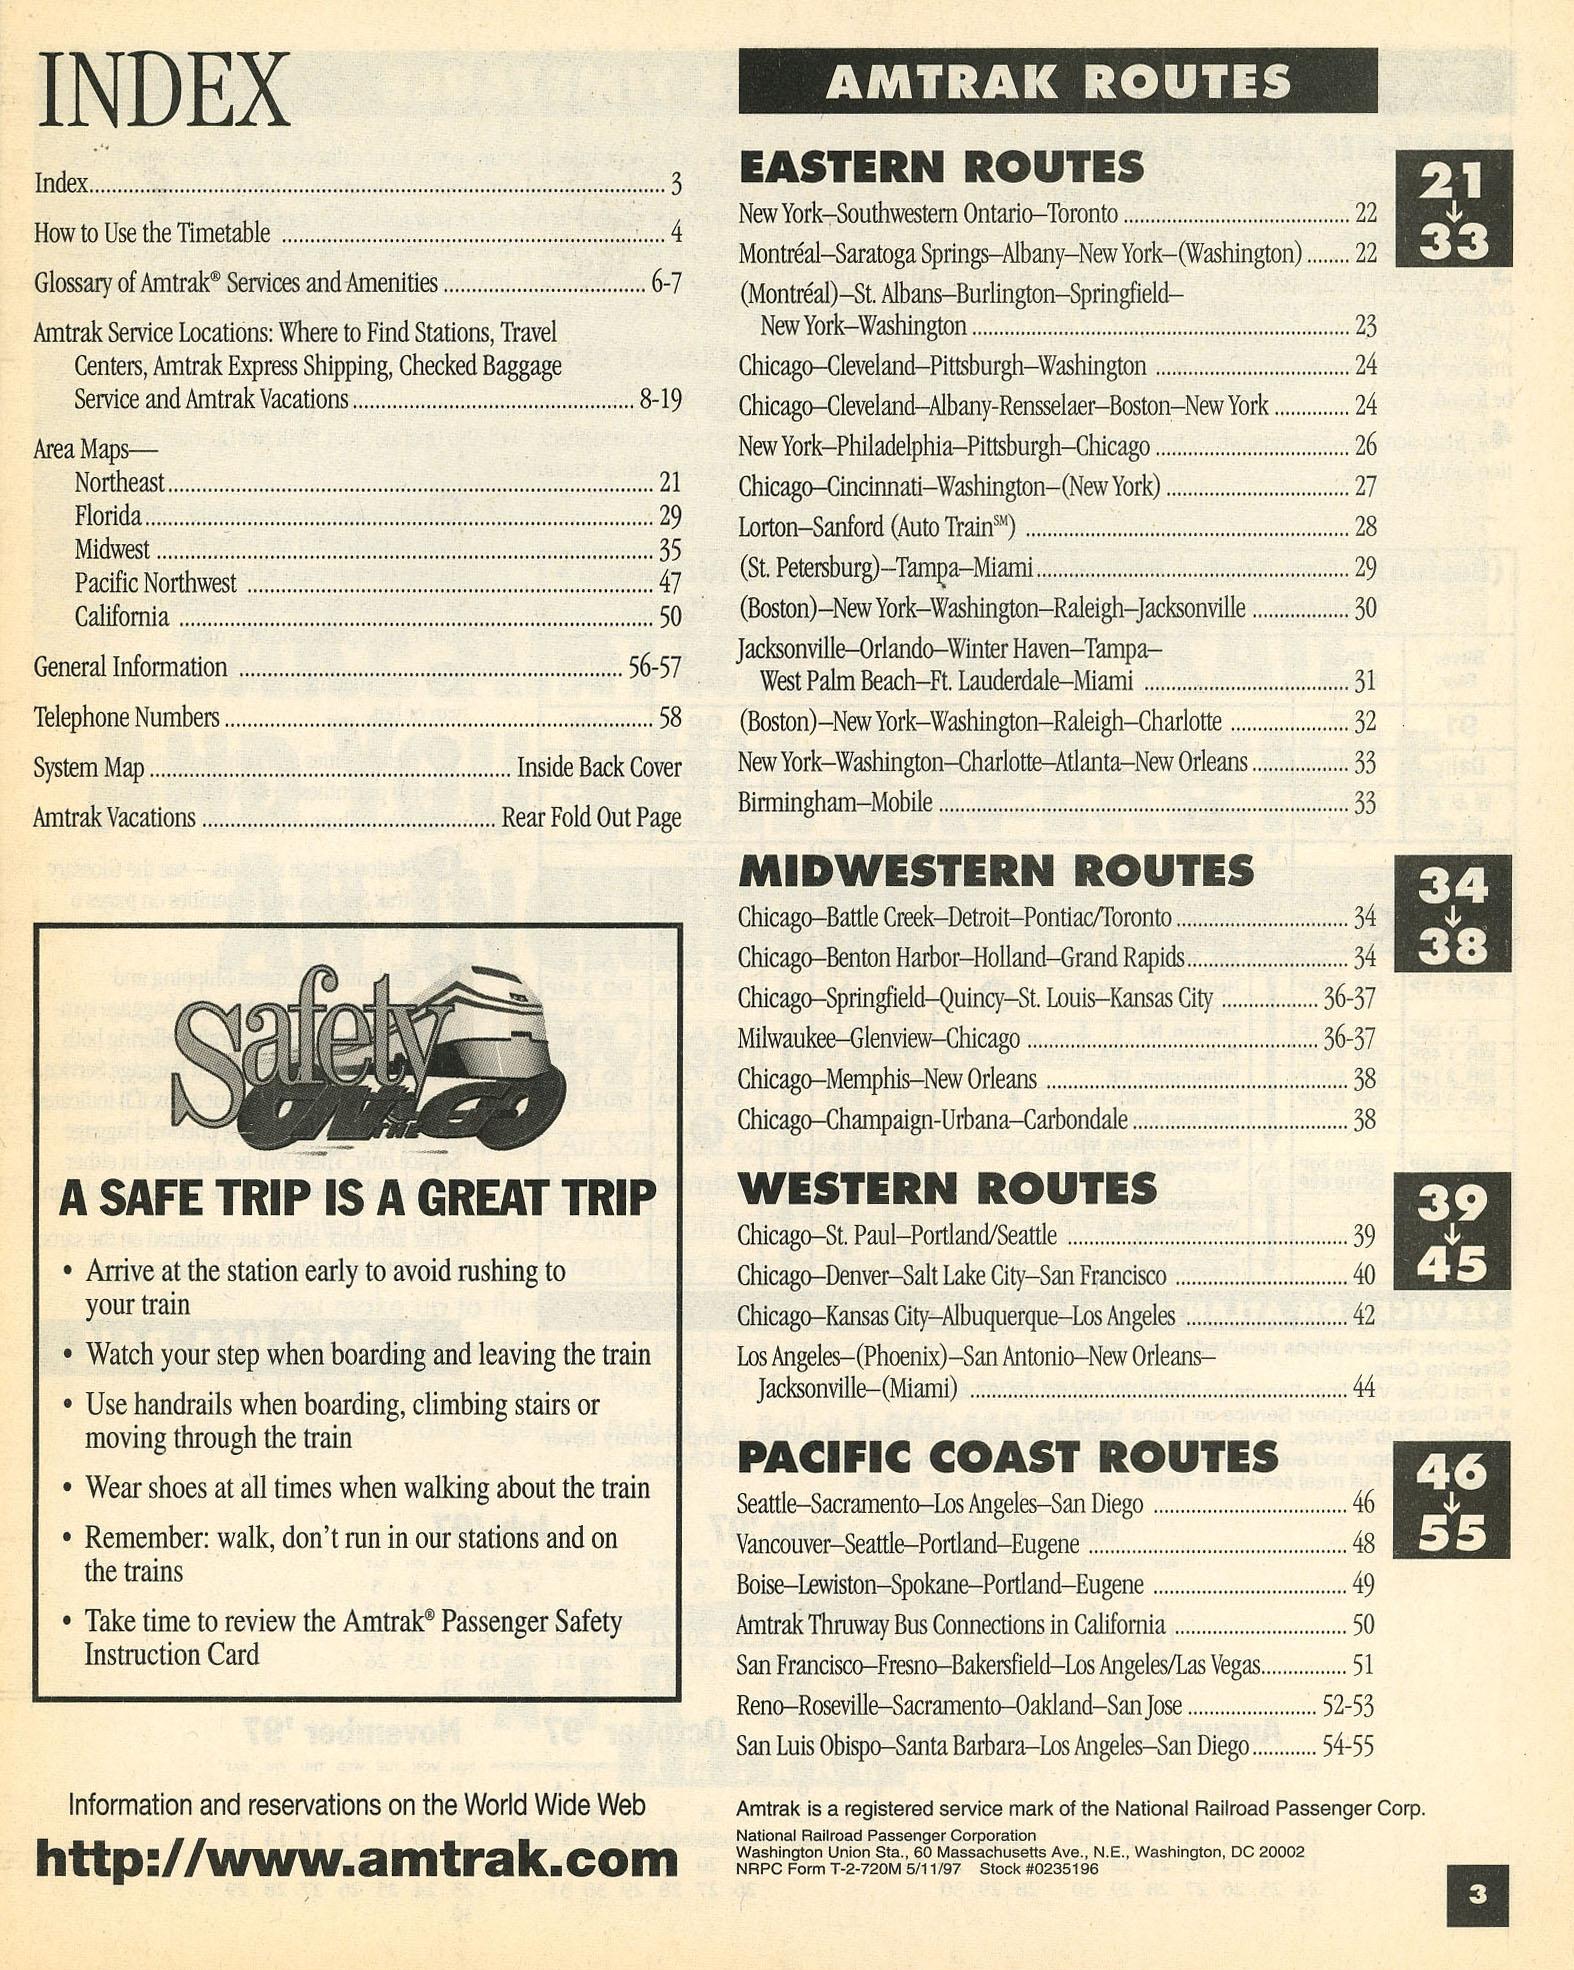 INDEX
Index 3
How to Use the Timetable 4
Glossary of Amtrak® Services and Amenities 6-7
Amtrak Service Locations: Where to Find Stations, Travel
Centers, Amtrak Express Shipping, Checked Baggage
Service and Amtrak Vacations 8-19
Area Maps—
Northeast 21
Florida 29
Midwest 35
Pacific Northwest 47
California 50
General Information 56-57
Telephone Numbers 58
System Map Inside Back Cover
Amtrak Vacations Rear Fold Out Page
Safety
ON THE GO
A SAFE TRIP IS A GREAT TRIP
• Arrive at the station early to avoid rushing to
your train
• Watch your step when boarding and leaving the train
• Use handrails when boarding, climbing stairs or
moving through the train
• Wear shoes at all times when walking about the train
• Remember: walk, don't run in our stations and on
the trains
• Take time to review the Amtrak® Passenger Safety
Instruction Card
Information and reservations on the World Wide Web
http://www.amtrak.com
AMTRAK ROUTES
EASTERN ROUTES
21
↓
33
New York–Southwestern Ontario–Toronto 22
Montréal–Saratoga Springs–Albany–New York–(Washington) 22
(Montréal)–St. Albans–Burlington–Springfield–
New York–Washington 23
Chicago–Cleveland–Pittsburgh–Washington 24
Chicago–Cleveland–Albany-Rensselaer–Boston–New York 24
New York–Philadelphia–Pittsburgh–Chicago 26
Chicago–Cincinnati–Washington–(New York) 27
Lorton–Sanford (Auto Train℠) 28
(St. Petersburg)–Tampa–Miami 29
(Boston)–New York–Washington–Raleigh–Jacksonville 30
Jacksonville–Orlando–Winter Haven–Tampa–
West Palm Beach–Ft. Lauderdale–Miami 31
(Boston)–New York–Washington–Raleigh–Charlotte 32
New York–Washington–Charlotte–Atlanta–New Orleans 33
Birmingham–Mobile 33
MIDWESTERN ROUTES
34
↓
38
Chicago–Battle Creek–Detroit–Pontiac/Toronto 34
Chicago–Benton Harbor–Holland–Grand Rapids 34
Chicago–Springfield–Quincy–St. Louis–Kansas City 36-37
Milwaukee–Glenview–Chicago 36-37
Chicago–Memphis–New Orleans 38
Chicago–Champaign-Urbana–Carbondale 38
WESTERN ROUTES
39
↓
45
Chicago–St. Paul–Portland/Seattle 39
Chicago–Denver–Salt Lake City–San Francisco 40
Chicago–Kansas City–Albuquerque–Los Angeles 42
Los Angeles–(Phoenix)–San Antonio–New Orleans–
Jacksonville–(Miami) 44
PACIFIC COAST ROUTES
46
↓
55
Seattle–Sacramento–Los Angeles–San Diego 46
Vancouver–Seattle–Portland–Eugene 48
Boise–Lewiston–Spokane–Portland–Eugene 49
Amtrak Thruway Bus Connections in California 50
San Francisco–Fresno–Bakersfield–Los Angeles/Las Vegas 51
Reno–Roseville–Sacramento–Oakland–San Jose 52-53
San Luis Obispo–Santa Barbara–Los Angeles–San Diego 54-55
Amtrak is a registered service mark of the National Railroad Passenger Corp.
National Railroad Passenger Corporation
Washington Union Sta., 60 Massachusetts Ave., N.E., Washington, DC 20002
NRPC Form T-2-720M 5/11/97 Stock #0235196
3